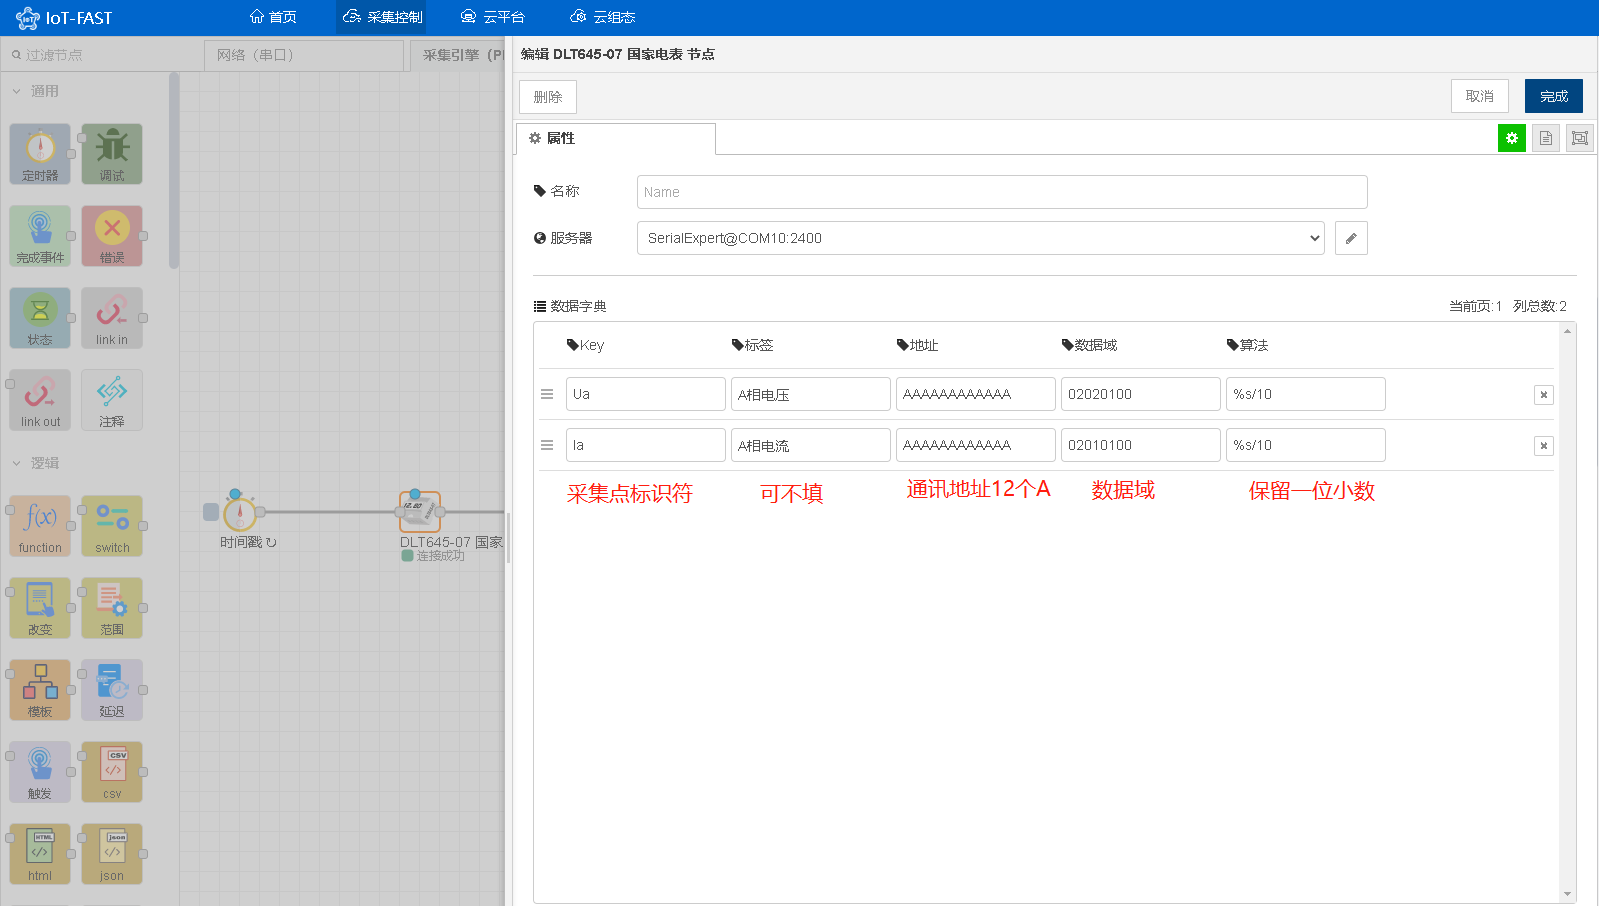 IoT-FAST
首页
采集控制
云平台
云组态
过滤节点
网络（串口）
采集引擎（P
通用
定时器
调试
完成事件
错误
状态
link in
link out
注释
逻辑
function
switch
改变
范围
模板
延迟
触发
CSV
csv
HTML
html
json
json
时间戳 ↻
12.80
DLT645-07 国家
连接成功
编辑 DLT645-07 国家电表 节点
删除
取消
完成
属性
名称
Name
服务器
SerialExpert@COM10:2400
数据字典
当前页:1 列总数:2
Key 标签 地址 数据域 算法
Ua A相电压 AAAAAAAAAAAA 02020100 %s/10
Ia A相电流 AAAAAAAAAAAA 02010100 %s/10
采集点标识符 可不填 通讯地址12个A 数据域 保留一位小数